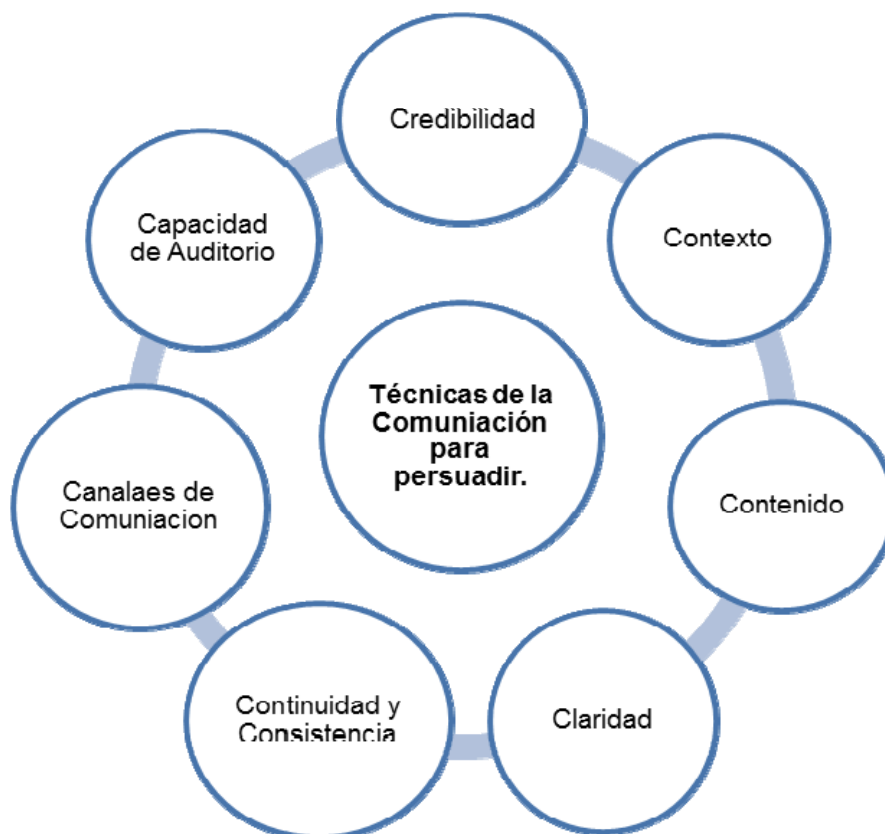 Credibilidad
Contexto
Contenido
Claridad
Continuidad y
Consistencia
Canalaes de
Comuniacion
Capacidad
de Auditorio
Técnicas de la
Comuniación
para
persuadir.